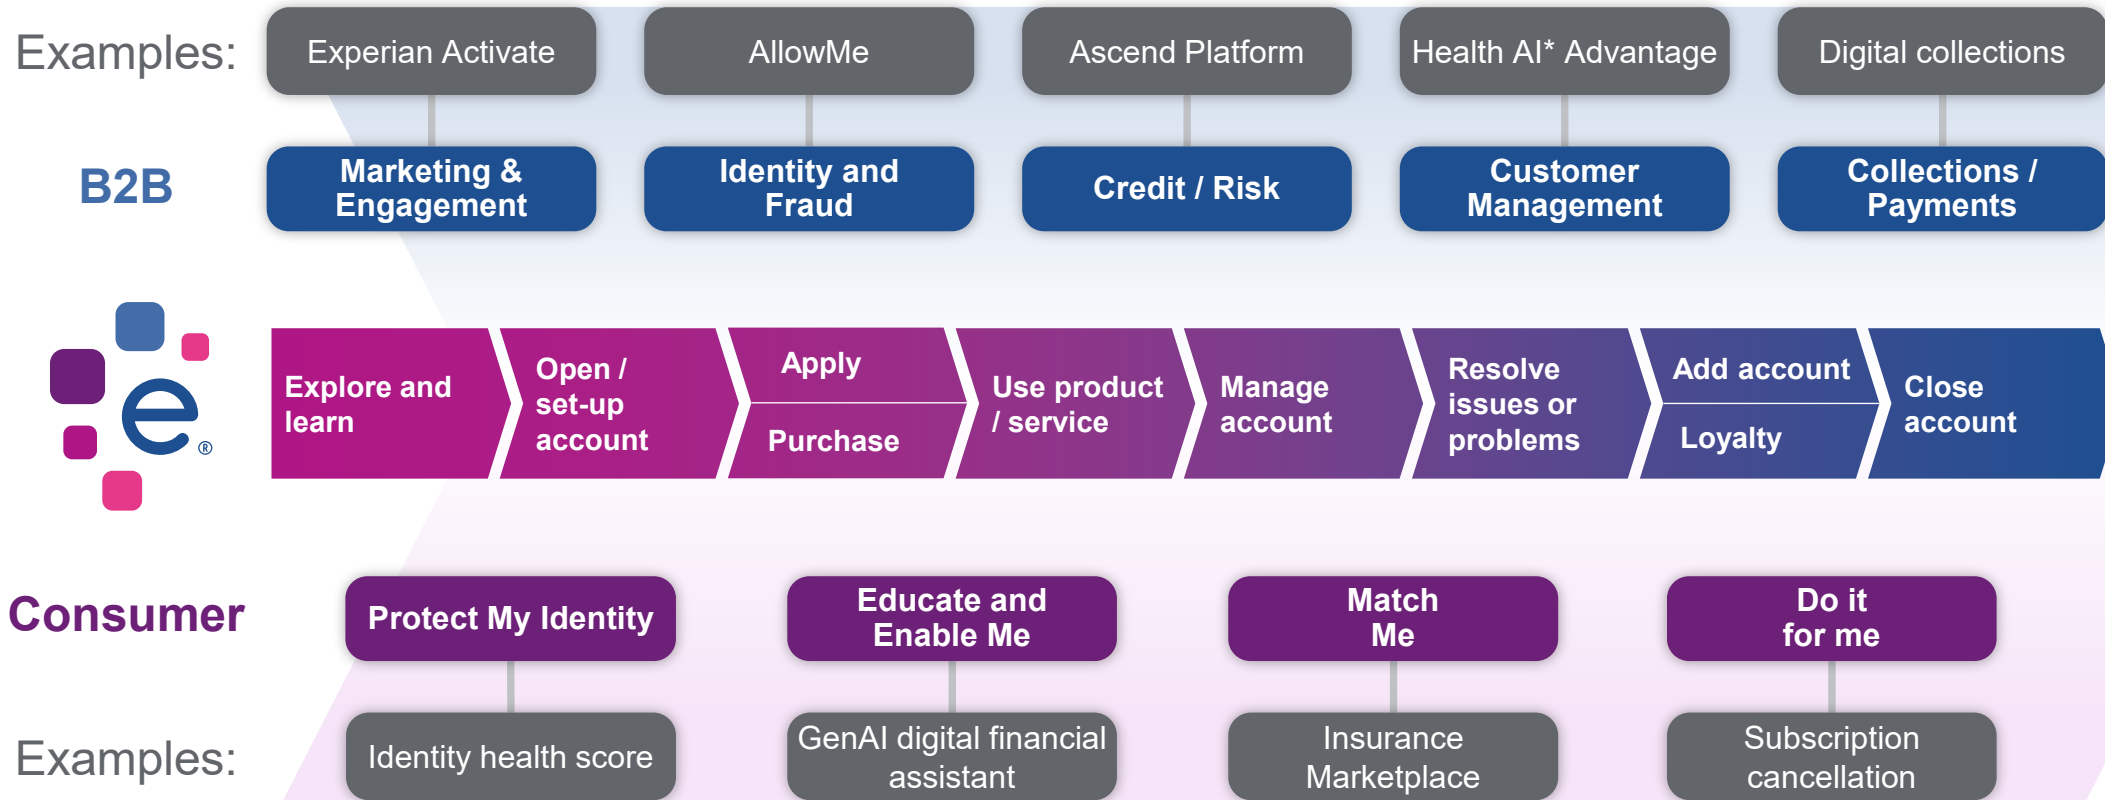 Examples:
Experian Activate
AllowMe
Ascend Platform
Health AI* Advantage
Digital collections
B2B
Marketing &
Engagement
Identity and
Fraud
Credit / Risk
Customer
Management
Collections /
Payments
e®
Explore and
learn
Open /
set-up
account
Apply
Purchase
Use product
/ service
Manage
account
Resolve
issues or
problems
Add account
Loyalty
Close
account
Consumer
Protect My Identity
Educate and
Enable Me
Match
Me
Do it
for me
Examples:
Identity health score
GenAI digital financial
assistant
Insurance
Marketplace
Subscription
cancellation